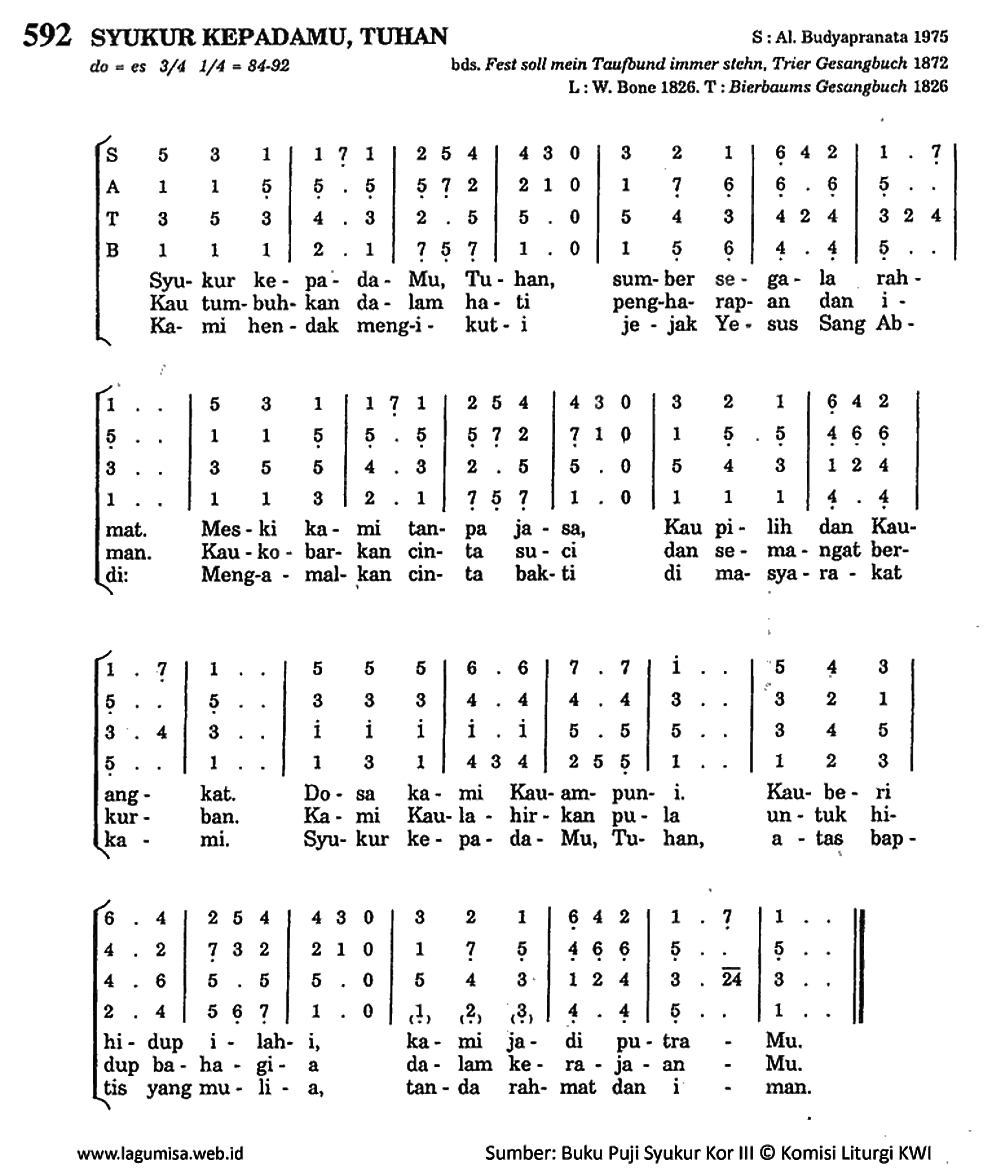 592 SYUKUR KEPADAMU, TUHAN
S : Al. Budyapranata 1975
do = es 3/4 1/4 = 84-92
bds. Fest soll mein Taufbund immer stehn, Trier Gesangbuch 1872
L : W. Bone 1826. T : Bierbaums Gesangbuch 1826
S 5 3 1 | 1 7̣ 1 | 2 5 4 | 4 3 0 | 3 2 1 | 6̣ 4 2 | 1 . 7̣ |
A 1 1 5̣ | 5̣ . 5̣ | 5̣ 7̣ 2 | 2 1 0 | 1 7̣ 6̣ | 6̣ . 6̣ | 5̣ . . |
T 3 5 3 | 4 . 3 | 2 . 5 | 5 . 0 | 5 4 3 | 4 2 4 | 3 2 4 |
B 1 1 1 | 2 . 1 | 7̣ 5̣ 7̣ | 1 . 0 | 1 5̣ 6̣ | 4̣ . 4̣ | 5̣ . . |
Syu- kur ke - pa - da - Mu, Tu - han, sum- ber se - ga - la rah -
Kau tum- buh- kan da - lam ha - ti peng-ha- rap- an dan i -
Ka- mi hen - dak meng-i - kut - i je - jak Ye - sus Sang Ab -
1 . . | 5 3 1 | 1 7̣ 1 | 2 5 4 | 4 3 0 | 3 2 1 | 6̣ 4 2 |
5̣ . . | 1 1 5̣ | 5̣ . 5̣ | 5̣ 7̣ 2 | 7̣ 1 0 | 1 5̣ . 5̣ | 4̣ 6̣ 6̣ |
3 . . | 3 5 5 | 4 . 3 | 2 . 5 | 5 . 0 | 5 4 3 | 1 2 4 |
1 . . | 1 1 3 | 2 . 1 | 7̣ 5̣ 7̣ | 1 . 0 | 1 1 1 | 4̣ . 4̣ |
mat. Mes - ki ka - mi tan- pa ja - sa, Kau pi - lih dan Kau-
man. Kau - ko - bar- kan cin- ta su - ci dan se - ma - ngat ber-
di: Meng-a - mal- kan cin- ta bak- ti di ma- sya - ra - kat
1 . 7̣ | 1 . . | 5 5 5 | 6 . 6 | 7 . 7 | i . . | 5 4 3 |
5̣ . . | 5̣ . . | 3 3 3 | 4 . 4 | 4 . 4 | 3 . . | 3 2 1 |
3 . 4 | 3 . . | i i i | i . i | 5 . 5 | 5 . . | 3 4 5 |
5̣ . . | 1 . . | 1 3 1 | 4 3 4 | 2 5 5̣ | 1 . . | 1 2 3 |
ang - kat. Do - sa ka - mi Kau- am- pun- i. Kau- be - ri
kur - ban. Ka - mi Kau- la - hir - kan pu - la un - tuk hi-
ka - mi. Syu- kur ke - pa - da- Mu, Tu- han, a - tas bap -
6 . 4 | 2 5 4 | 4 3 0 | 3 2 1 | 6̣ 4 2 | 1 . 7̣ | 1 . . ||
4 . 2 | 7̣ 3 2 | 2 1 0 | 1 7̣ 5̣ | 4̣ 6̣ 6̣ | 5̣ . . | 5̣ . . ||
4 . 6 | 5 . 5 | 5 . 0 | 5 4 3 | 1 2 4 | 3 . 24 | 3 . . ||
2 . 4 | 5 6̣ 7̣ | 1 . 0 | (1̣) (2̣) (3̣) | 4̣ . 4̣ | 5̣ . . | 1 . . ||
hi - dup i - lah- i, ka - mi ja - di pu - tra - Mu.
dup ba - ha - gi - a da - lam ke - ra - ja - an - Mu.
tis yang mu - li - a, tan - da rah- mat dan i - man.
www.lagumisa.web.id
Sumber: Buku Puji Syukur Kor III © Komisi Liturgi KWI